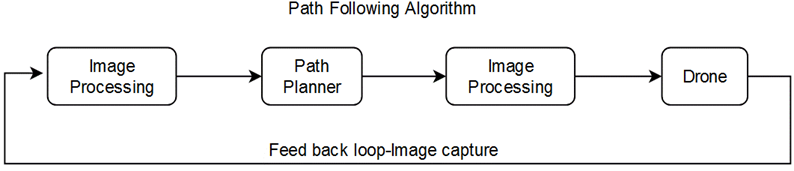 Path Following Algorithm
Image
Processing
Path
Planner
Image
Processing
Drone
Feed back loop-Image capture